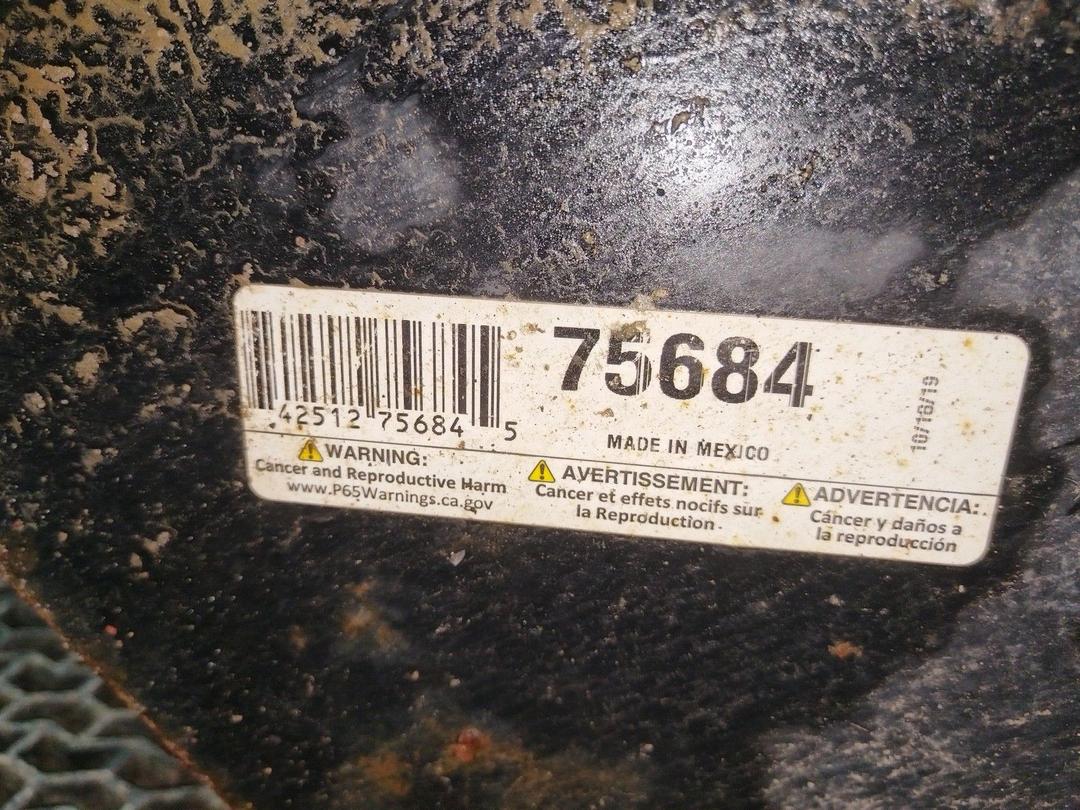 75684
42512 75684 5
MADE IN MEXICO
10/18/19
WARNING:
Cancer and Reproductive Harm
www.P65Warnings.ca.gov
AVERTISSEMENT:
Cancer et effets nocifs sur
la Reproduction
ADVERTENCIA:
Cáncer y daños a
la reproducción